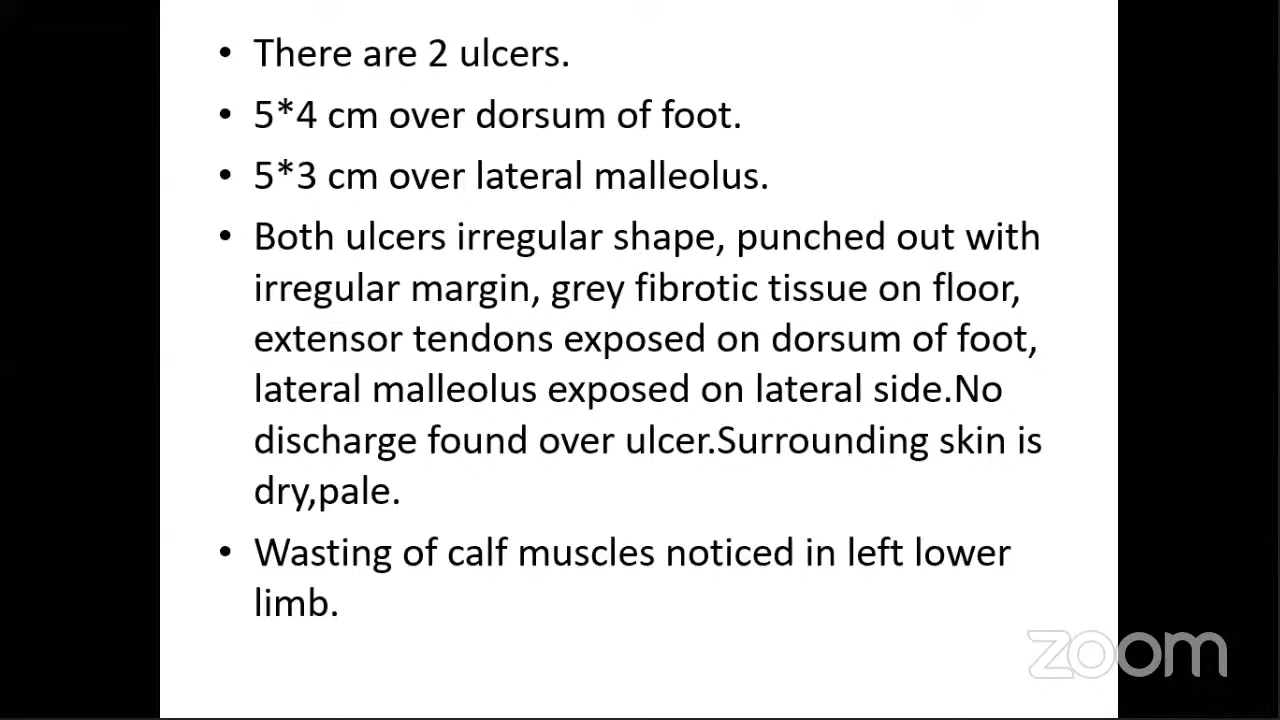 • There are 2 ulcers.
• 5*4 cm over dorsum of foot.
• 5*3 cm over lateral malleolus.
• Both ulcers irregular shape, punched out with
irregular margin, grey fibrotic tissue on floor,
extensor tendons exposed on dorsum of foot,
lateral malleolus exposed on lateral side.No
discharge found over ulcer.Surrounding skin is
dry,pale.
• Wasting of calf muscles noticed in left lower
limb.
zoom